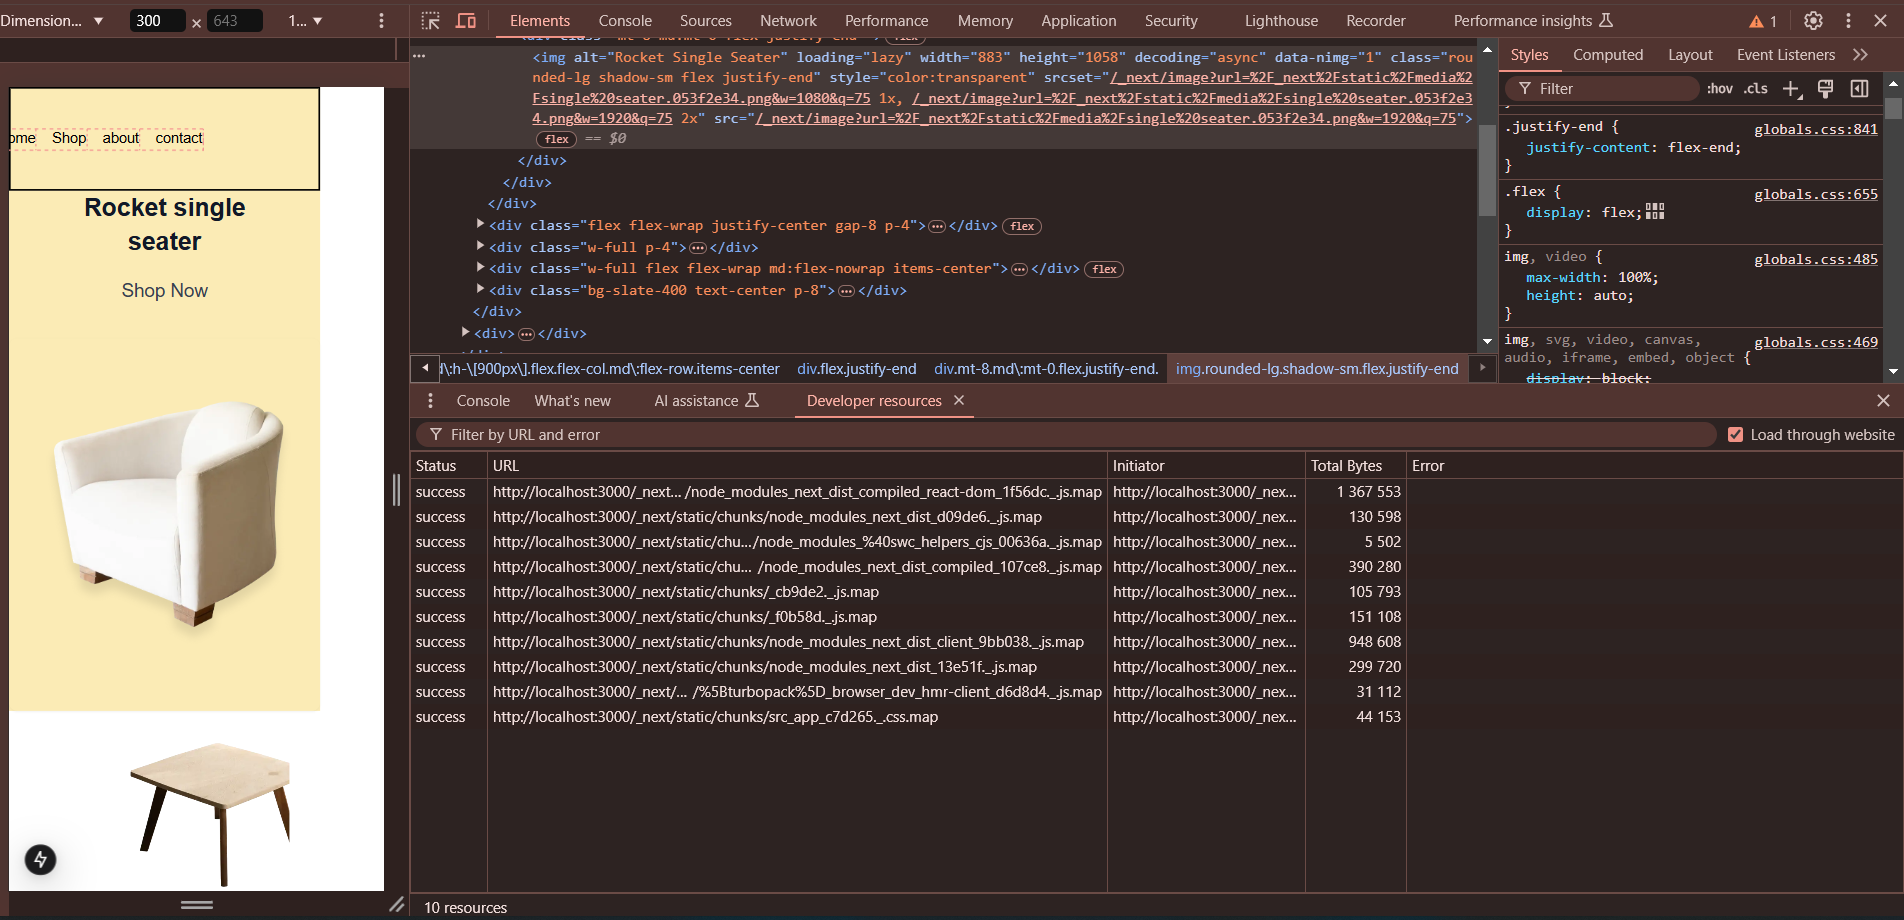 Dimension... ▼ 300 × 643 1... ▼
Elements Console Sources Network Performance Memory Application Security Lighthouse Recorder Performance insights 1
ome Shop about contact
Rocket single
seater
Shop Now
<img alt="Rocket Single Seater" loading="lazy" width="883" height="1058" decoding="async" data-nimg="1" class="rou
nded-lg shadow-sm flex justify-end" style="color:transparent" srcset="/_next/image?url=%2F_next%2Fstatic%2Fmedia%2
Fsingle%20seater.053f2e34.png&w=1080&q=75 1x, /_next/image?url=%2F_next%2Fstatic%2Fmedia%2Fsingle%20seater.053f2e3
4.png&w=1920&q=75 2x" src="/_next/image?url=%2F_next%2Fstatic%2Fmedia%2Fsingle%20seater.053f2e34.png&w=1920&q=75">
flex == $0
</div>
</div>
</div>
<div class="flex flex-wrap justify-center gap-8 p-4"> … </div> flex
<div class="w-full p-4"> … </div>
<div class="w-full flex flex-wrap md:flex-nowrap items-center"> … </div> flex
<div class="bg-slate-400 text-center p-8"> … </div>
</div>
<div> … </div>
d\:h-\[900px\].flex.flex-col.md\:flex-row.items-center div.flex.justify-end div.mt-8.md\:mt-0.flex.justify-end. img.rounded-lg.shadow-sm.flex.justify-end
Styles Computed Layout Event Listeners
Filter :hov .cls
.justify-end { globals.css:841
justify-content: flex-end;
}
.flex { globals.css:655
display: flex;
}
img, video { globals.css:485
max-width: 100%;
height: auto;
}
img, svg, video, canvas, globals.css:469
audio, iframe, embed, object {
display: block;
Console What's new AI assistance Developer resources
Filter by URL and error Load through website
Status URL Initiator Total Bytes Error
success http://localhost:3000/_next... /node_modules_next_dist_compiled_react-dom_1f56dc._.js.map http://localhost:3000/_nex... 1 367 553
success http://localhost:3000/_next/static/chunks/node_modules_next_dist_d09de6._.js.map http://localhost:3000/_nex... 130 598
success http://localhost:3000/_next/static/chu.../node_modules_%40swc_helpers_cjs_00636a._.js.map http://localhost:3000/_nex... 5 502
success http://localhost:3000/_next/static/chu... /node_modules_next_dist_compiled_107ce8._.js.map http://localhost:3000/_nex... 390 280
success http://localhost:3000/_next/static/chunks/_cb9de2._.js.map http://localhost:3000/_nex... 105 793
success http://localhost:3000/_next/static/chunks/_f0b58d._.js.map http://localhost:3000/_nex... 151 108
success http://localhost:3000/_next/static/chunks/node_modules_next_dist_client_9bb038._.js.map http://localhost:3000/_nex... 948 608
success http://localhost:3000/_next/static/chunks/node_modules_next_dist_13e51f._.js.map http://localhost:3000/_nex... 299 720
success http://localhost:3000/_next/... /%5Bturbopack%5D_browser_dev_hmr-client_d6d8d4._.js.map http://localhost:3000/_nex... 31 112
success http://localhost:3000/_next/static/chunks/src_app_c7d265._.css.map http://localhost:3000/_nex... 44 153
10 resources